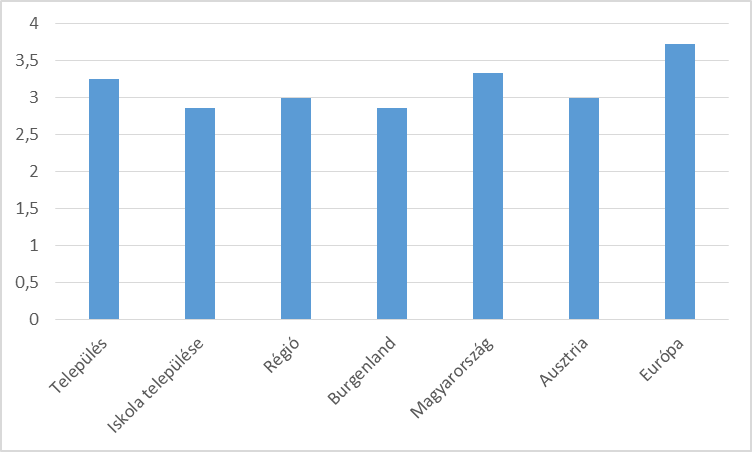 4
3,5
3
2,5
2
1,5
1
0,5
0
Település
Iskola települése
Régió
Burgenland
Magyarország
Ausztria
Európa